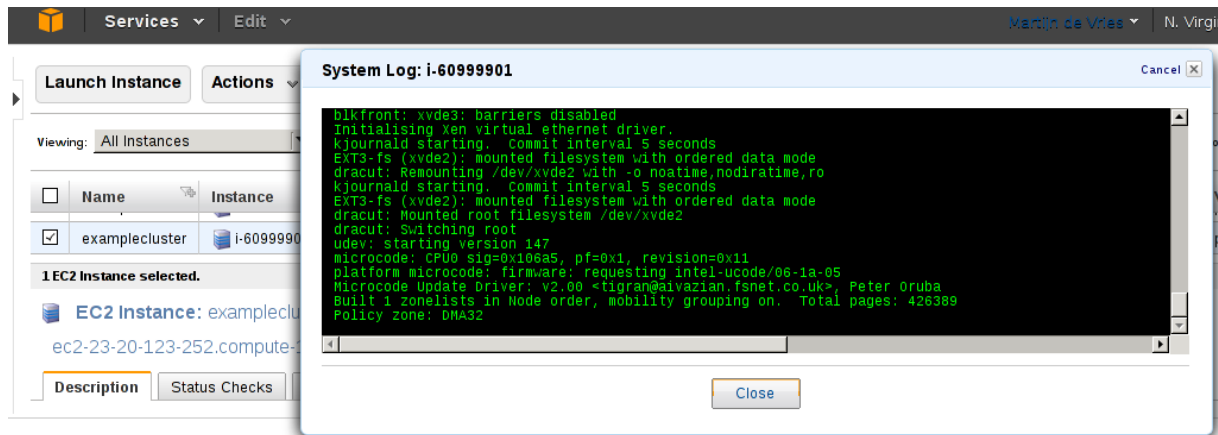 Services Edit Martijn de Vries N. Virgi
Launch Instance Actions
Viewing: All Instances
Name Instance
examplecluster i-6099990
1 EC2 Instance selected.
EC2 Instance: exampleclu
ec2-23-20-123-252.compute-1
Description Status Checks
System Log: i-60999901 Cancel
blkfront: xvde3: barriers disabled
Initialising Xen virtual ethernet driver.
kjournald starting. Commit interval 5 seconds
EXT3-fs (xvde2): mounted filesystem with ordered data mode
dracut: Remounting /dev/xvde2 with -o noatime,nodiratime,ro
kjournald starting. Commit interval 5 seconds
EXT3-fs (xvde2): mounted filesystem with ordered data mode
dracut: Mounted root filesystem /dev/xvde2
dracut: Switching root
udev: starting version 147
microcode: CPU0 sig=0x106a5, pf=0x1, revision=0x11
platform microcode: firmware: requesting intel-ucode/06-1a-05
Microcode Update Driver: v2.00 <tigran@aivazian.fsnet.co.uk>, Peter Oruba
Built 1 zonelists in Node order, mobility grouping on. Total pages: 426389
Policy zone: DMA32
Close